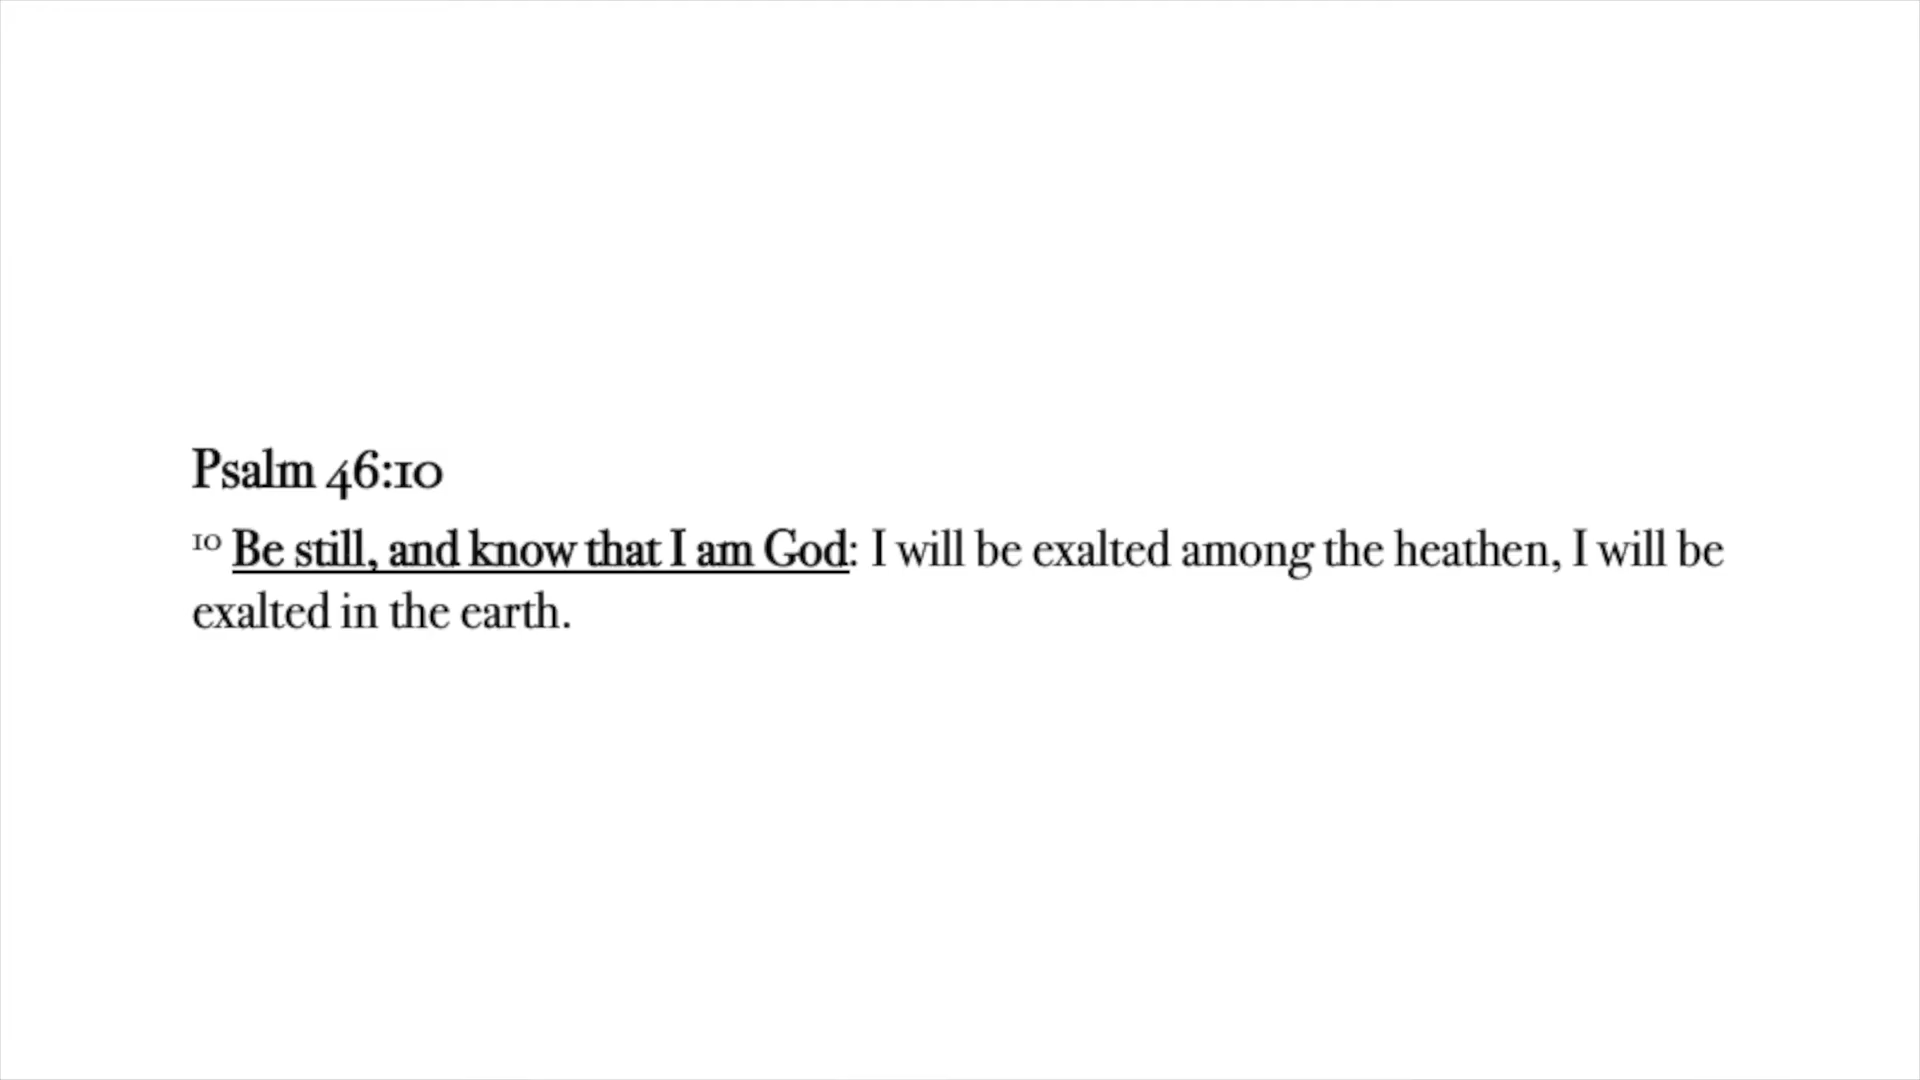 Psalm 46:10
10 Be still, and know that I am God: I will be exalted among the heathen, I will be
exalted in the earth.